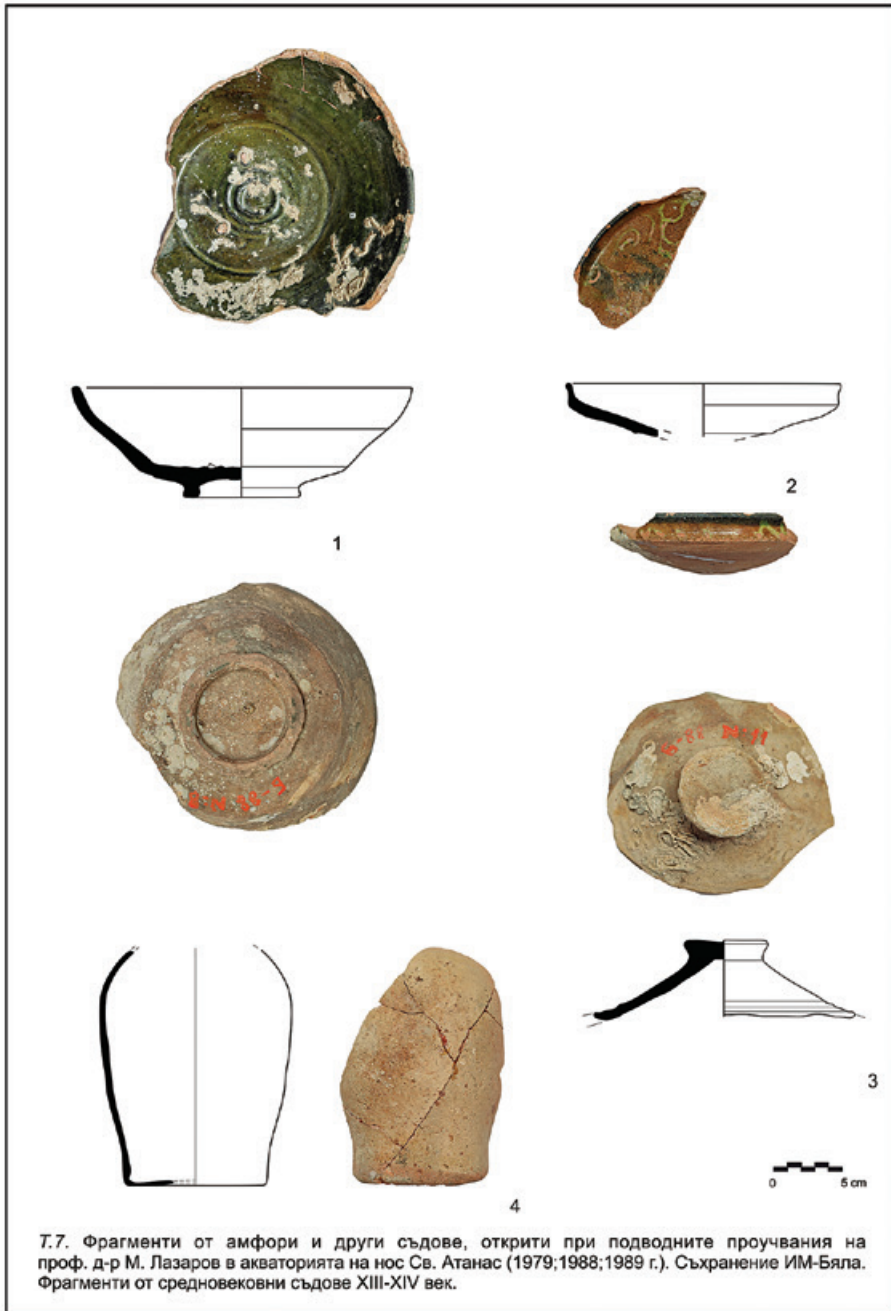 1
2
3
4
0 5 cm
Т.7. Фрагменти от амфори и други съдове, открити при подводните проучвания на
проф. д-р М. Лазаров в акваторията на нос Св. Атанас (1979;1988;1989 г.). Съхранение ИМ-Бяла.
Фрагменти от средновековни съдове XIII-XIV век.